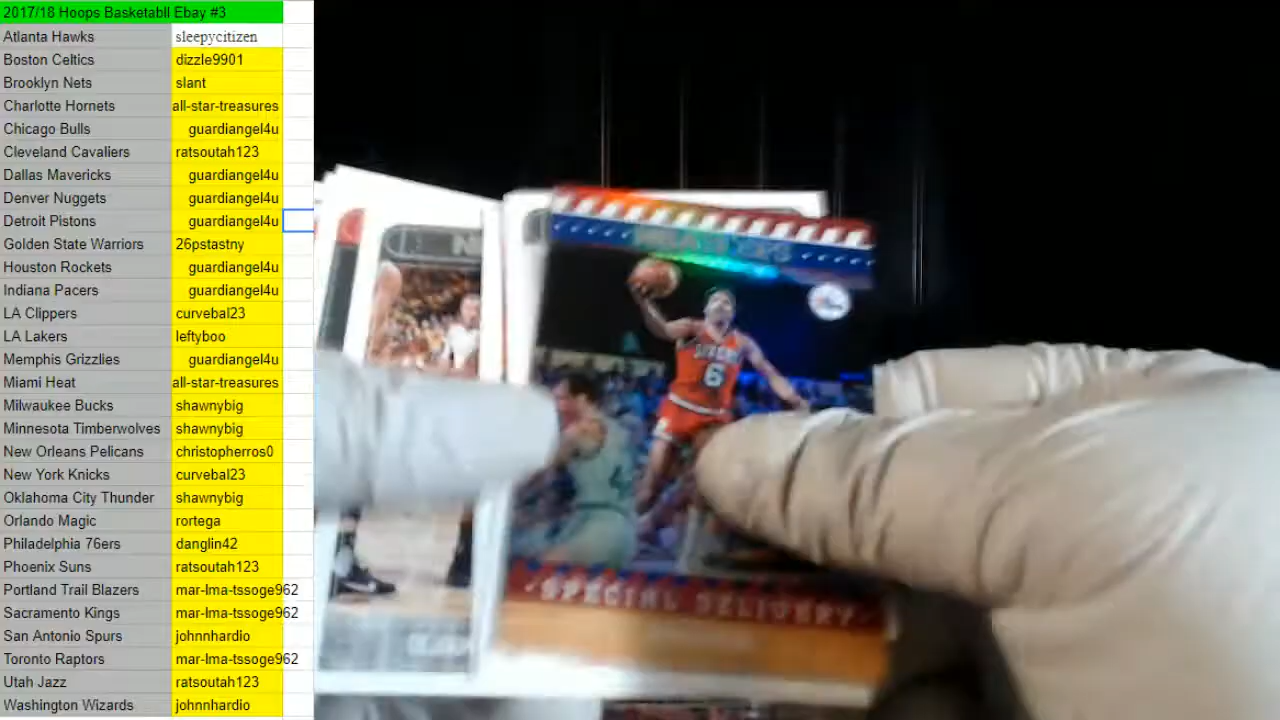 2017/18 Hoops Basketabll Ebay #3
Atlanta Hawks sleepycitizen
Boston Celtics dizzle9901
Brooklyn Nets slant
Charlotte Hornets all-star-treasures
Chicago Bulls guardiangel4u
Cleveland Cavaliers ratsoutah123
Dallas Mavericks guardiangel4u
Denver Nuggets guardiangel4u
Detroit Pistons guardiangel4u
Golden State Warriors 26pstastny
Houston Rockets guardiangel4u
Indiana Pacers guardiangel4u
LA Clippers curvebal23
LA Lakers leftyboo
Memphis Grizzlies guardiangel4u
Miami Heat all-star-treasures
Milwaukee Bucks shawnybig
Minnesota Timberwolves shawnybig
New Orleans Pelicans christopherros0
New York Knicks curvebal23
Oklahoma City Thunder shawnybig
Orlando Magic rortega
Philadelphia 76ers danglin42
Phoenix Suns ratsoutah123
Portland Trail Blazers mar-lma-tssoge962
Sacramento Kings mar-lma-tssoge962
San Antonio Spurs johnnhardio
Toronto Raptors mar-lma-tssoge962
Utah Jazz ratsoutah123
Washington Wizards johnnhardio
SIXERS
6
SPECIAL DELIVERY